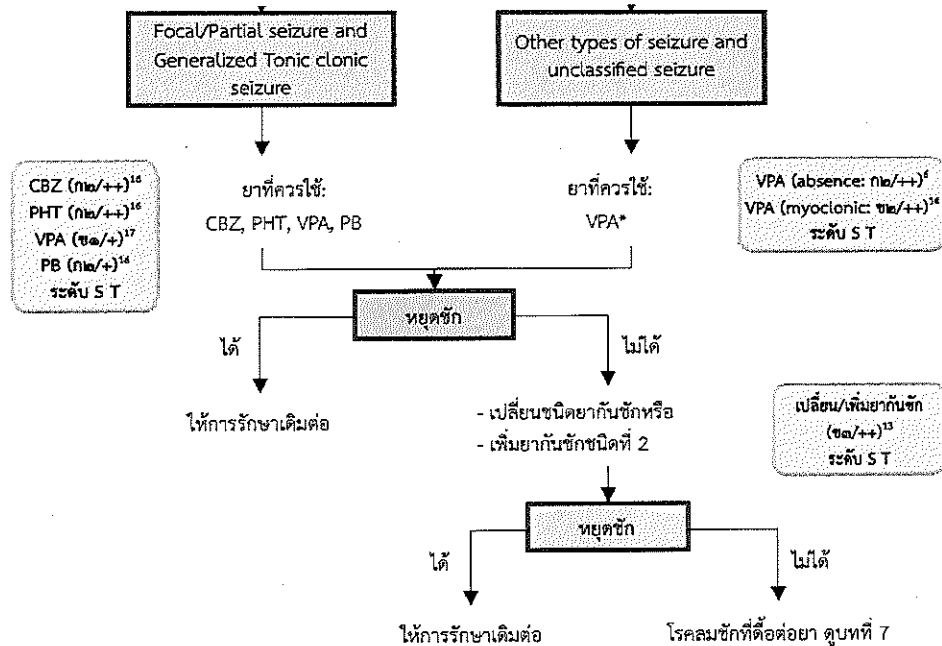 Focal/Partial seizure and
Generalized Tonic clonic
seizure
Other types of seizure and
unclassified seizure
CBZ (ก๒/++)¹⁶
PHT (ก๒/++)¹⁶
VPA (ข๑/+)¹⁷
PB (ก๒/+)¹⁶
ระดับ S T
ยาที่ควรใช้:
CBZ, PHT, VPA, PB
ยาที่ควรใช้:
VPA*
VPA (absence: ก๒/++)⁶
VPA (myoclonic: ข๒/++)¹⁶
ระดับ S T
หยุดชัก
ได้
ไม่ได้
ให้การรักษาเดิมต่อ
- เปลี่ยนชนิดยากันชักหรือ
- เพิ่มยากันชักชนิดที่ 2
เปลี่ยน/เพิ่มยากันชัก
(ข๓/++)¹³
ระดับ S T
หยุดชัก
ได้
ไม่ได้
ให้การรักษาเดิมต่อ
โรคลมชักที่ดื้อต่อยา ดูบทที่ 7